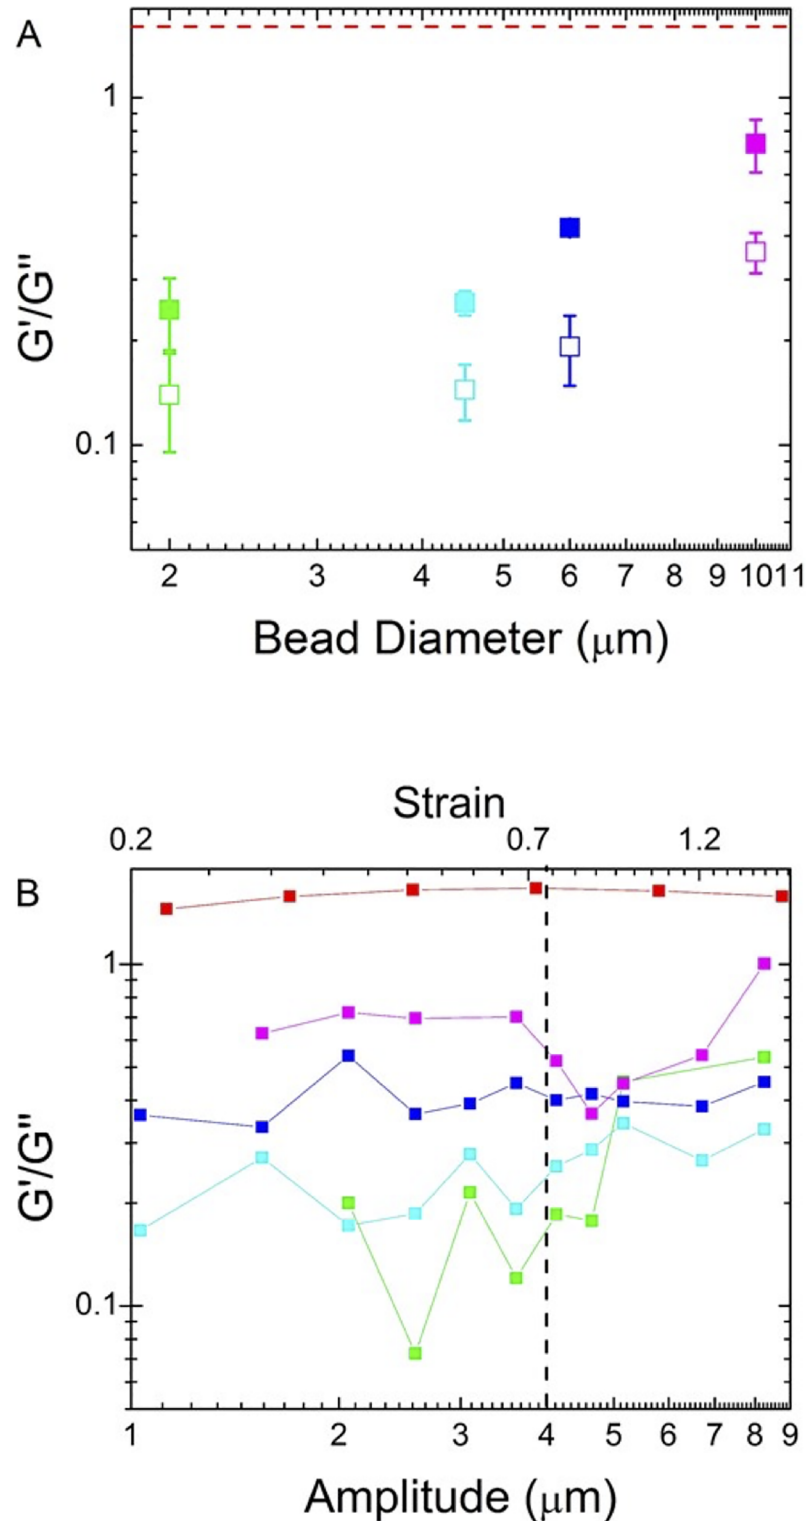 A
1
0.1
G'/G"
2 3 4 5 6 7 8 9 10 11
Bead Diameter (μm)
Strain
0.2 0.7 1.2
B
1
0.1
G'/G"
1 2 3 4 5 6 7 8 9
Amplitude (μm)